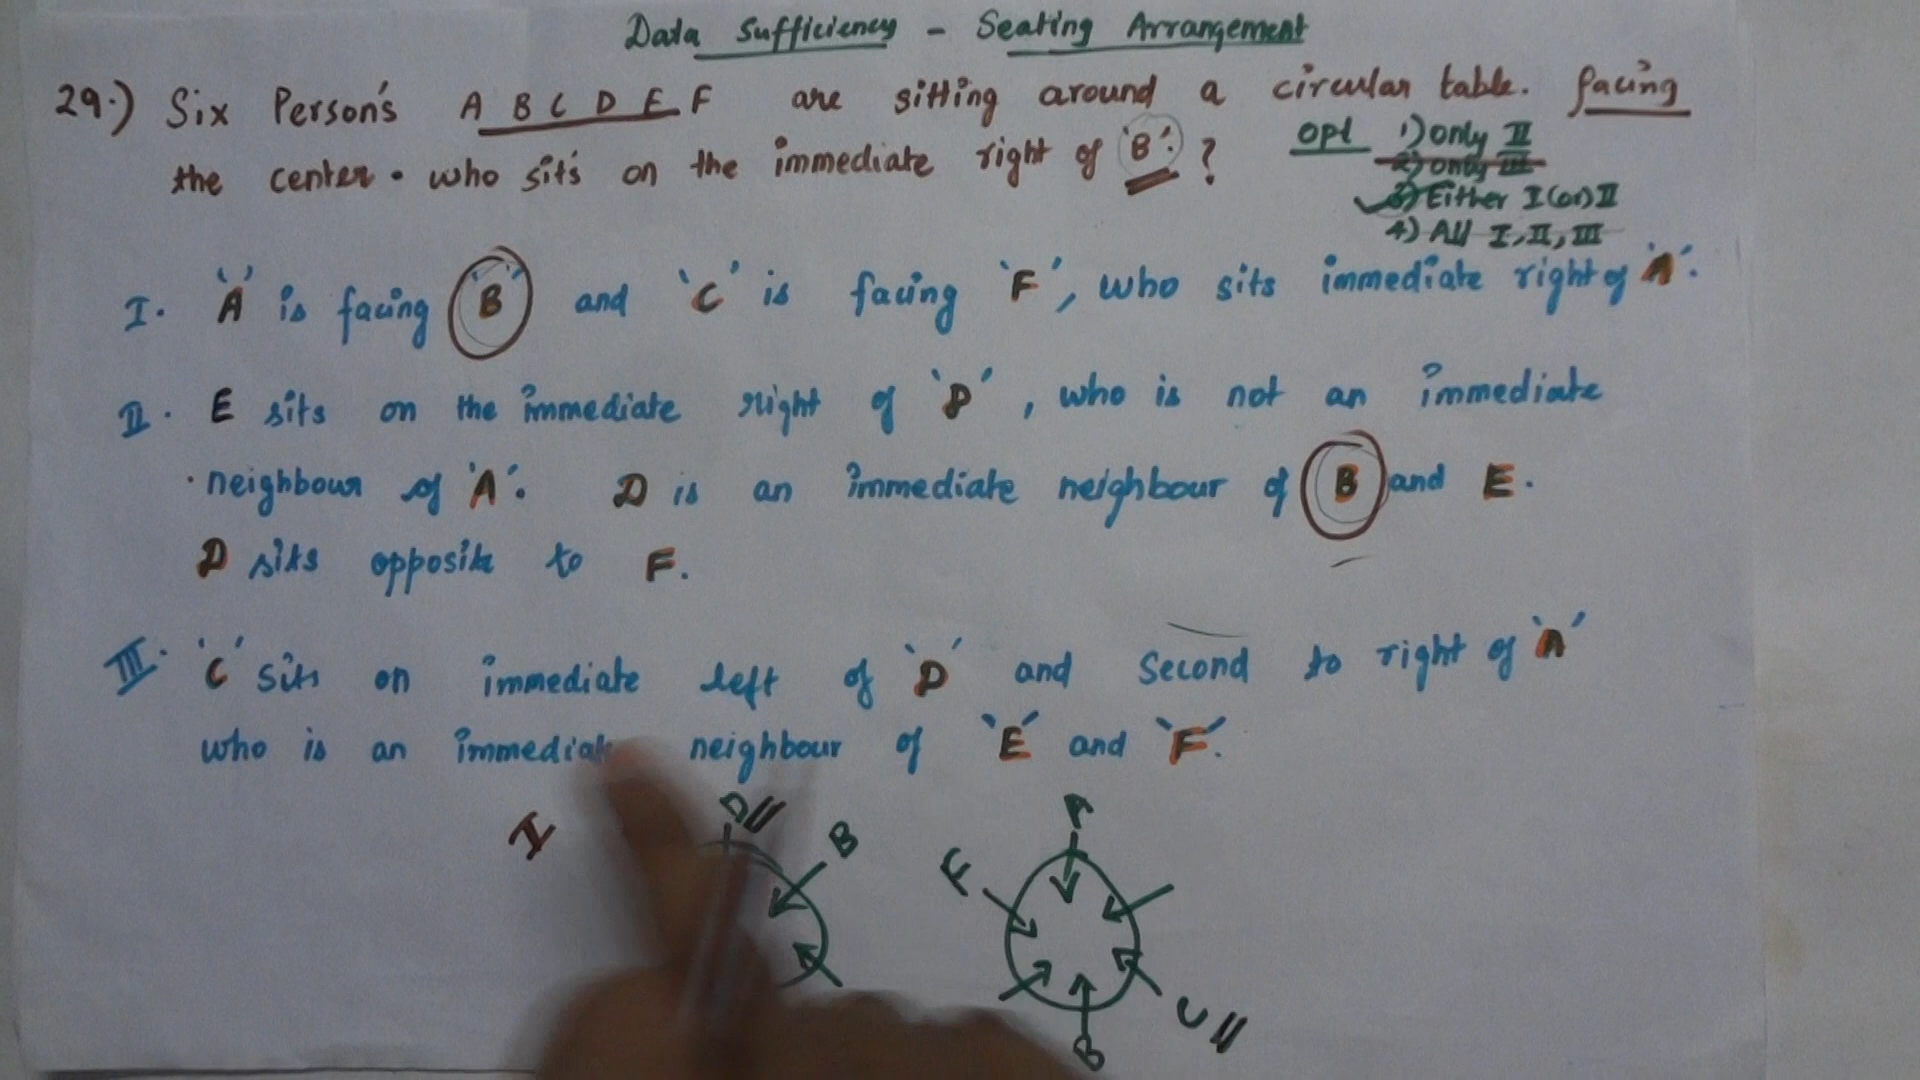 Data Sufficiency - Seating Arrangement
29.) Six Person's A B C D E F are sitting around a circular table. facing
the center. who sits on the immediate right of 'B'. ?
opt 1) only II
2) only III
3) Either I (or) II
4) All I, II, III
I. 'A' is facing 'B' and 'C' is facing 'F', who sits immediate right of 'A'.
II. E sits on the immediate right of 'D', who is not an immediate
neighbour of 'A'. D is an immediate neighbour of B and E.
D sits opposite to F.
III. 'C' sits on immediate left of 'D' and Second to right of 'A'
who is an immediate neighbour of 'E' and 'F'.
I
D
B
A
F
C
B